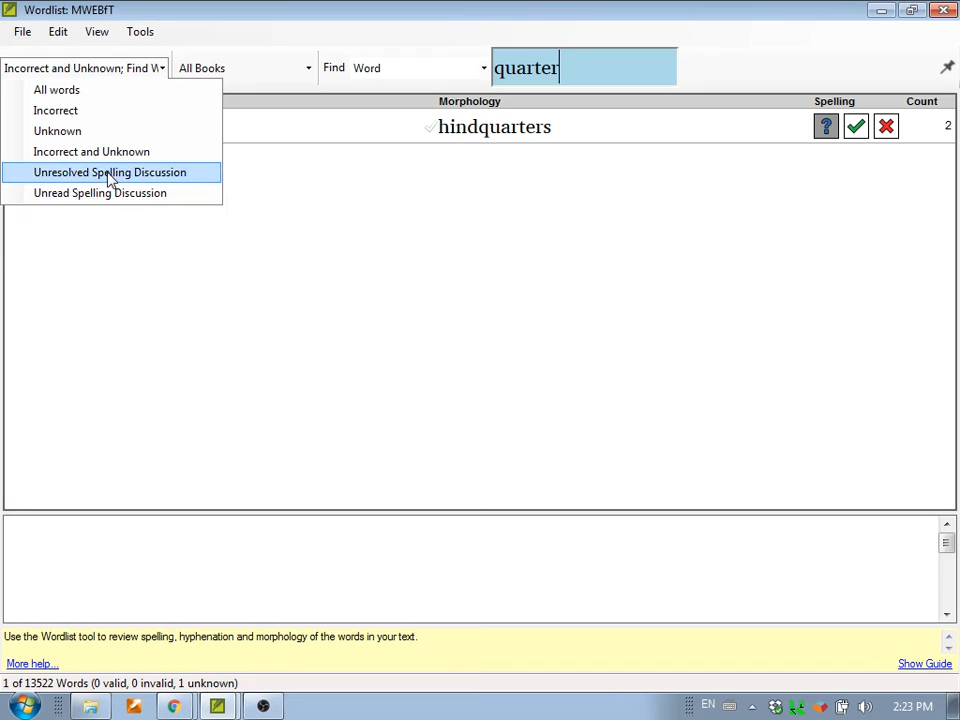 Wordlist: MWEBfT
File Edit View Tools
Incorrect and Unknown; Find W All Books Find Word quarter
Morphology Spelling Count
All words
Incorrect
Unknown
Incorrect and Unknown
Unresolved Spelling Discussion
Unread Spelling Discussion
hindquarters ? 2
Use the Wordlist tool to review spelling, hyphenation and morphology of the words in your text.
More help... Show Guide
1 of 13522 Words (0 valid, 0 invalid, 1 unknown)
EN 2:23 PM